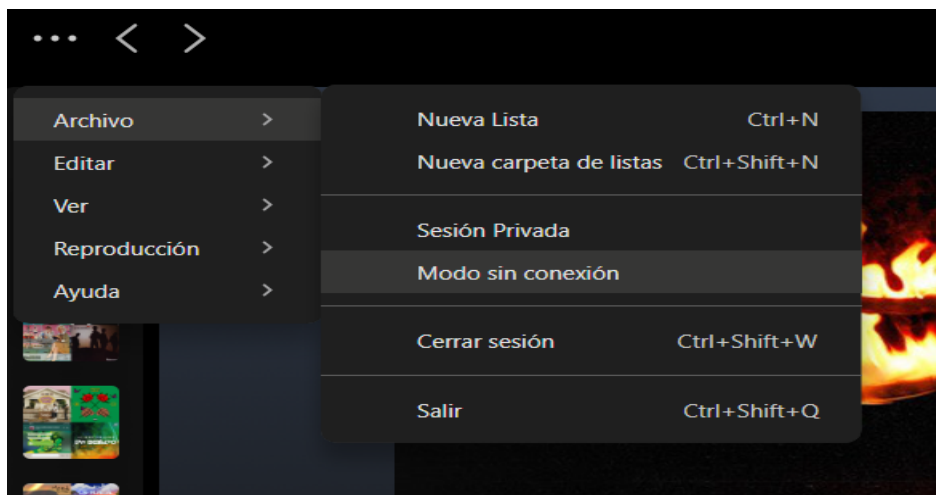 Archivo
Editar
Ver
Reproducción
Ayuda
Nueva Lista Ctrl+N
Nueva carpeta de listas Ctrl+Shift+N
Sesión Privada
Modo sin conexión
Cerrar sesión Ctrl+Shift+W
Salir Ctrl+Shift+Q